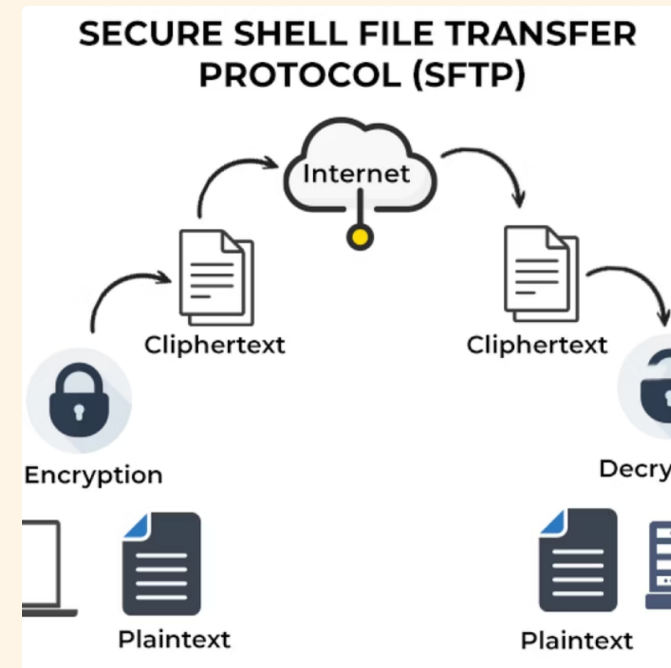 SECURE SHELL FILE TRANSFER
PROTOCOL (SFTP)
Internet
Cliphertext
Cliphertext
Encryption
Decry
Plaintext
Plaintext